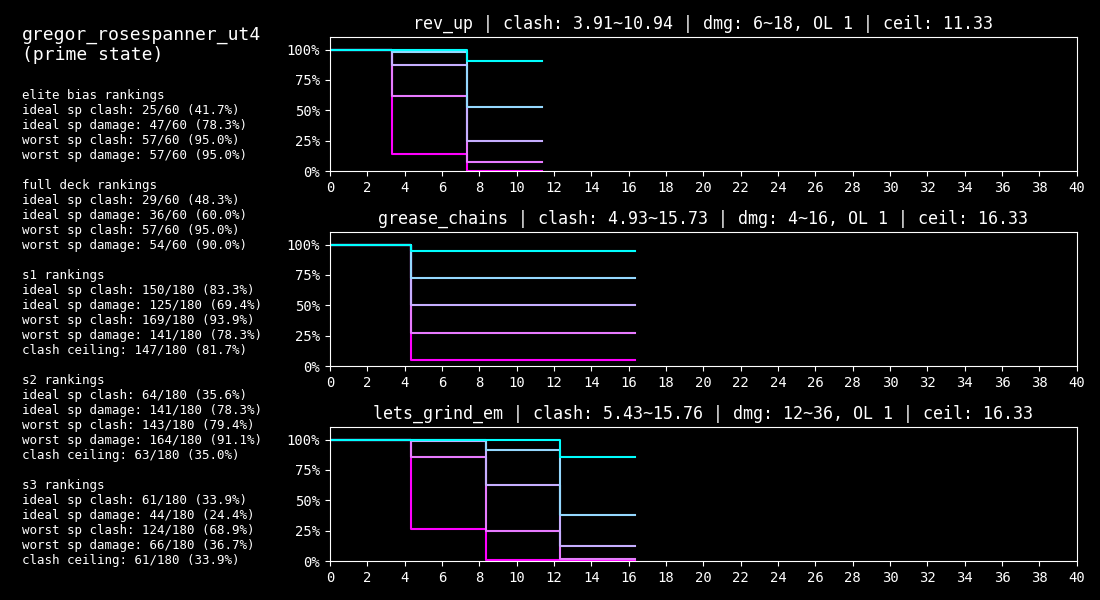 gregor_rosespanner_ut4
(prime state)
elite bias rankings
ideal sp clash: 25/60 (41.7%)
ideal sp damage: 47/60 (78.3%)
worst sp clash: 57/60 (95.0%)
worst sp damage: 57/60 (95.0%)
full deck rankings
ideal sp clash: 29/60 (48.3%)
ideal sp damage: 36/60 (60.0%)
worst sp clash: 57/60 (95.0%)
worst sp damage: 54/60 (90.0%)
s1 rankings
ideal sp clash: 150/180 (83.3%)
ideal sp damage: 125/180 (69.4%)
worst sp clash: 169/180 (93.9%)
worst sp damage: 141/180 (78.3%)
clash ceiling: 147/180 (81.7%)
s2 rankings
ideal sp clash: 64/180 (35.6%)
ideal sp damage: 141/180 (78.3%)
worst sp clash: 143/180 (79.4%)
worst sp damage: 164/180 (91.1%)
clash ceiling: 63/180 (35.0%)
s3 rankings
ideal sp clash: 61/180 (33.9%)
ideal sp damage: 44/180 (24.4%)
worst sp clash: 124/180 (68.9%)
worst sp damage: 66/180 (36.7%)
clash ceiling: 61/180 (33.9%)
rev_up | clash: 3.91~10.94 | dmg: 6~18, OL 1 | ceil: 11.33
100%
75%
50%
25%
0%
0 2 4 6 8 10 12 14 16 18 20 22 24 26 28 30 32 34 36 38 40
grease_chains | clash: 4.93~15.73 | dmg: 4~16, OL 1 | ceil: 16.33
100%
75%
50%
25%
0%
0 2 4 6 8 10 12 14 16 18 20 22 24 26 28 30 32 34 36 38 40
lets_grind_em | clash: 5.43~15.76 | dmg: 12~36, OL 1 | ceil: 16.33
100%
75%
50%
25%
0%
0 2 4 6 8 10 12 14 16 18 20 22 24 26 28 30 32 34 36 38 40